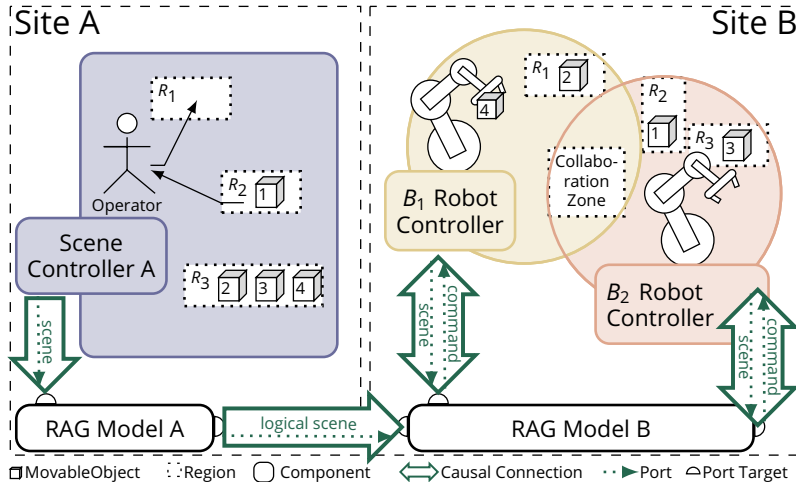 Site A
R1
Operator
R2
1
Scene
Controller A
R3
2
3
4
scene
RAG Model A
logical scene
Site B
R1
2
4
R2
1
R3
3
Collabo-
ration
Zone
B1 Robot
Controller
B2 Robot
Controller
scene
command
scene
command
RAG Model B
MovableObject
Region
Component
Causal Connection
Port
Port Target